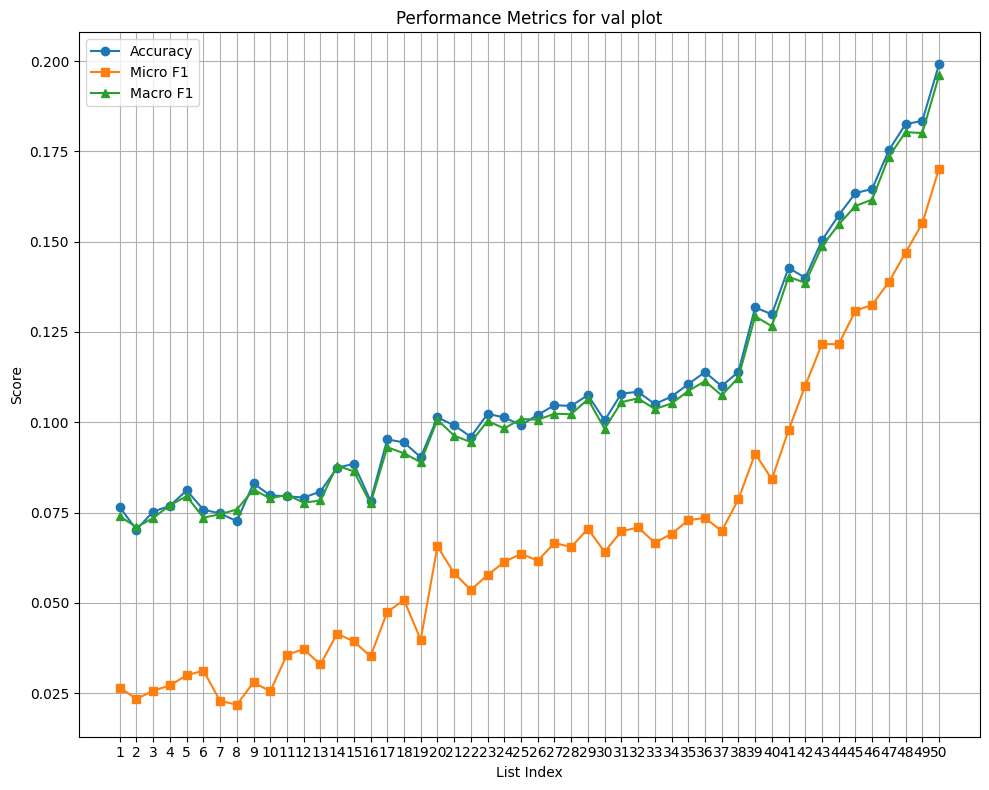 Performance Metrics for val plot
Accuracy
Micro F1
Macro F1
0.200
0.175
0.150
0.125
0.100
0.075
0.050
0.025
Score
1 2 3 4 5 6 7 8 9 10 11 12 13 14 15 16 17 18 19 20 21 22 23 24 25 26 27 28 29 30 31 32 33 34 35 36 37 38 39 40 41 42 43 44 45 46 47 48 49 50
List Index